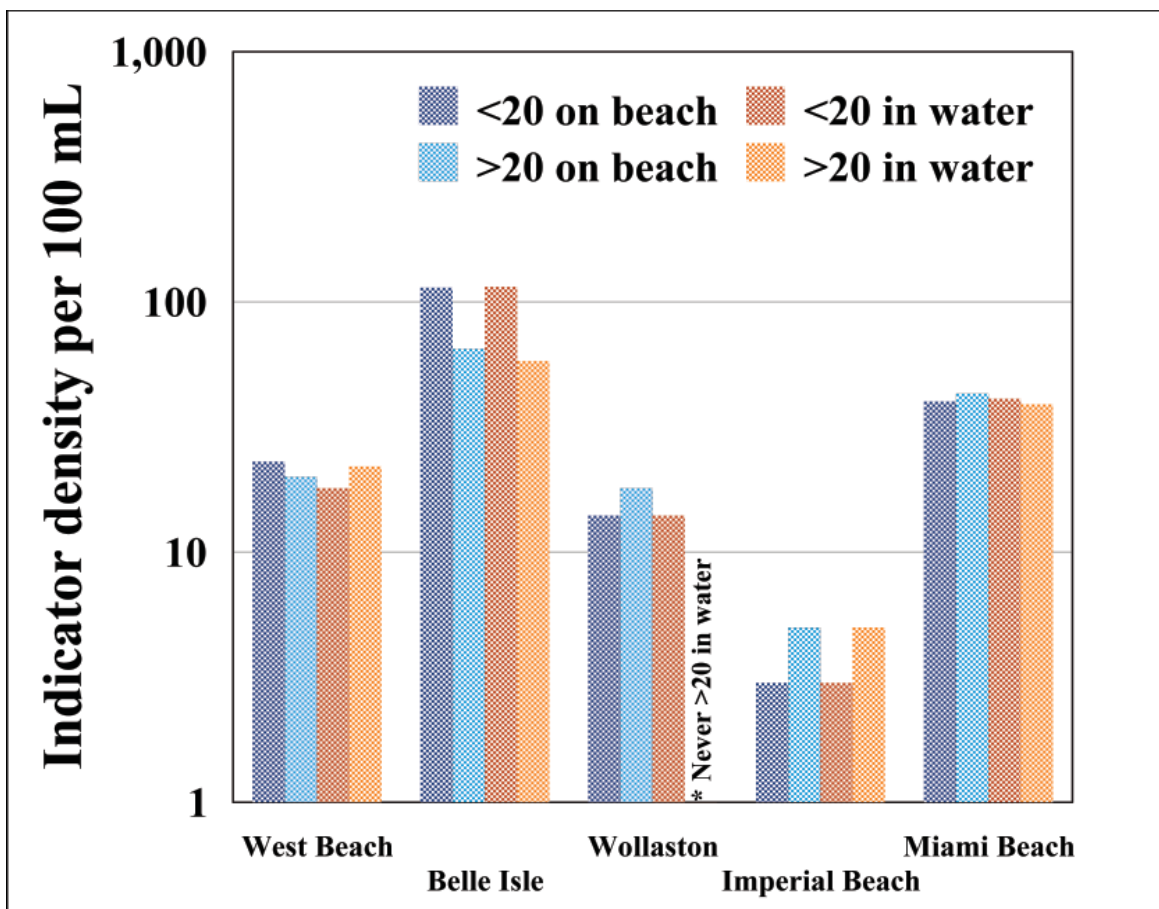 Indicator density per 100 mL
1,000
100
10
1
<20 on beach
<20 in water
>20 on beach
>20 in water
* Never >20 in water
West Beach
Belle Isle
Wollaston
Imperial Beach
Miami Beach